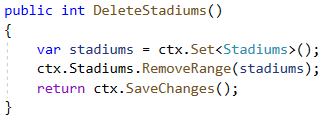 public int DeleteStadiums()
{
    var stadiums = ctx.Set<Stadiums>();
    ctx.Stadiums.RemoveRange(stadiums);
    return ctx.SaveChanges();
}